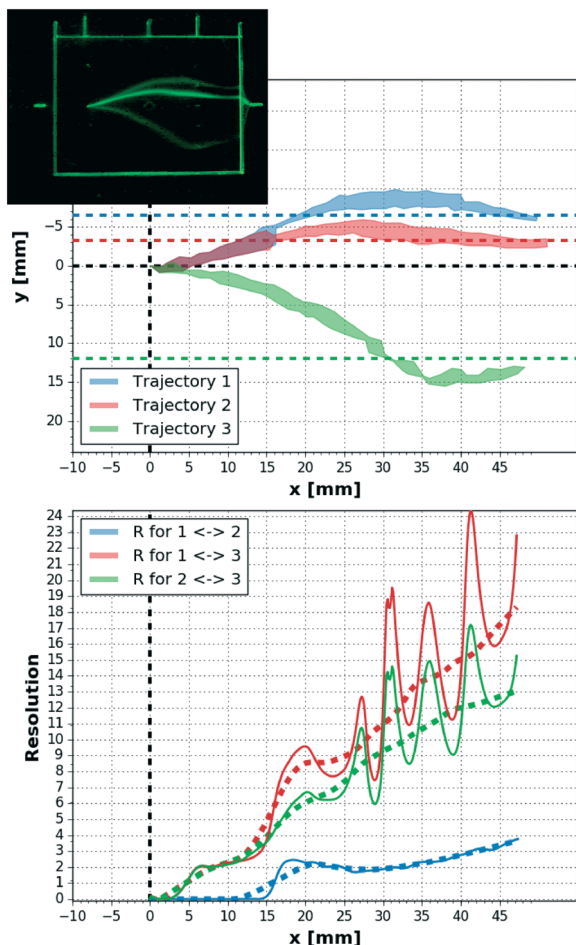 −5
0
y [mm]
5
10
15
20
Trajectory 1
Trajectory 2
Trajectory 3
−10 −5 0 5 10 15 20 25 30 35 40 45
x [mm]
24
23
22
21
20
19
18
17
16
15
14
13
12
11
10
9
8
7
6
5
4
3
2
1
0
Resolution
R for 1 <-> 2
R for 1 <-> 3
R for 2 <-> 3
−10 −5 0 5 10 15 20 25 30 35 40 45
x [mm]